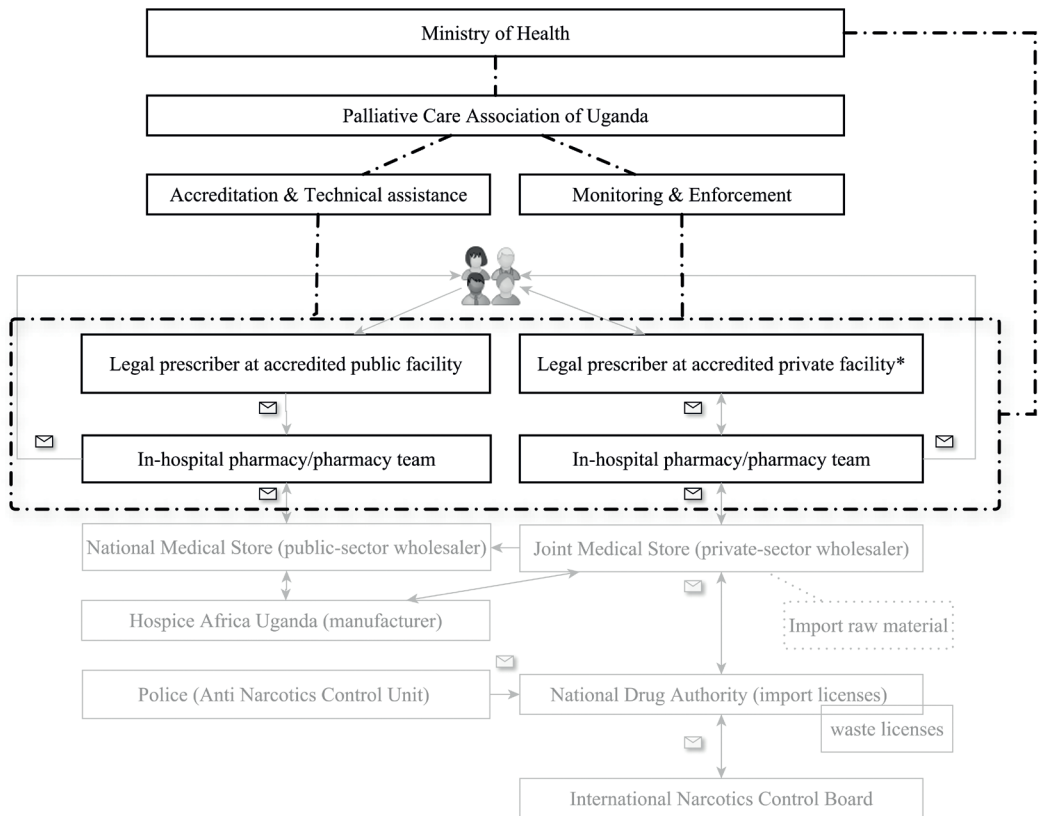 Ministry of Health
Palliative Care Association of Uganda
Accreditation & Technical assistance
Monitoring & Enforcement
Legal prescriber at accredited public facility
Legal prescriber at accredited private facility*
In-hospital pharmacy/pharmacy team
In-hospital pharmacy/pharmacy team
National Medical Store (public-sector wholesaler)
Joint Medical Store (private-sector wholesaler)
Hospice Africa Uganda (manufacturer)
Import raw material
Police (Anti Narcotics Control Unit)
National Drug Authority (import licenses)
waste licenses
International Narcotics Control Board